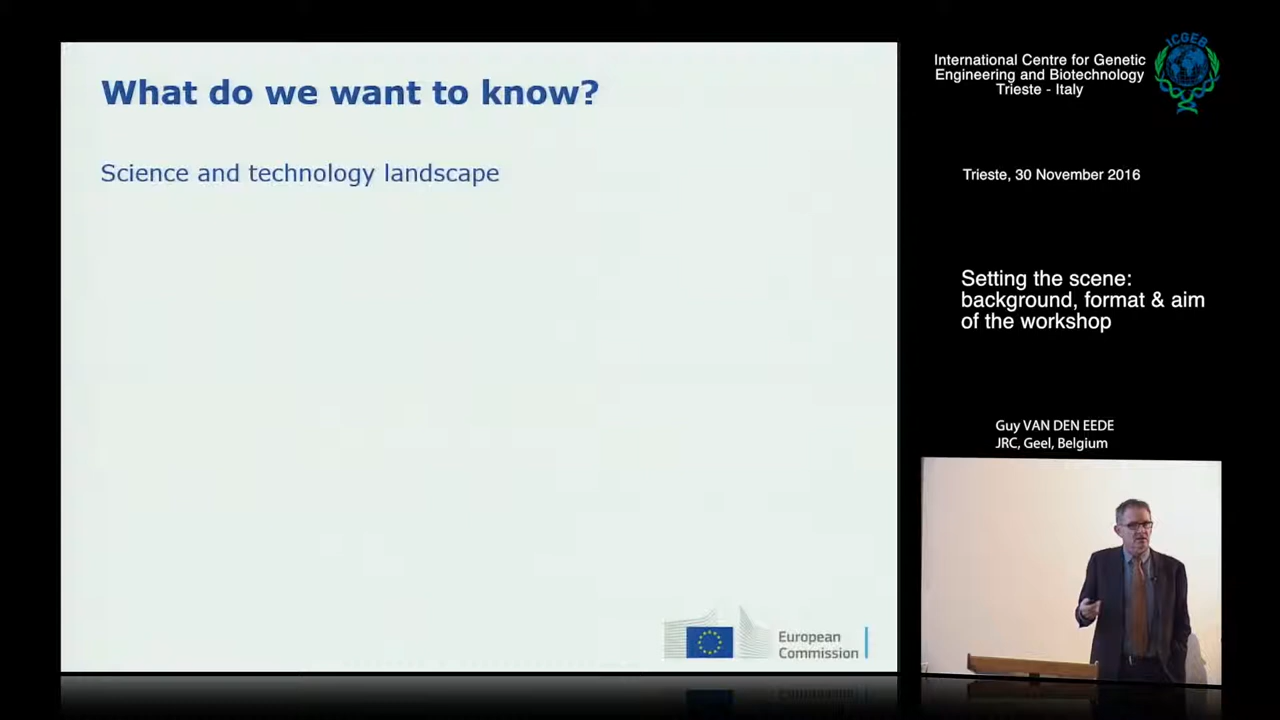 What do we want to know?
Science and technology landscape
European
Commission
International Centre for Genetic
Engineering and Biotechnology
Trieste - Italy
ICGEB
Trieste, 30 November 2016
Setting the scene:
background, format & aim
of the workshop
Guy VAN DEN EEDE
JRC, Geel, Belgium